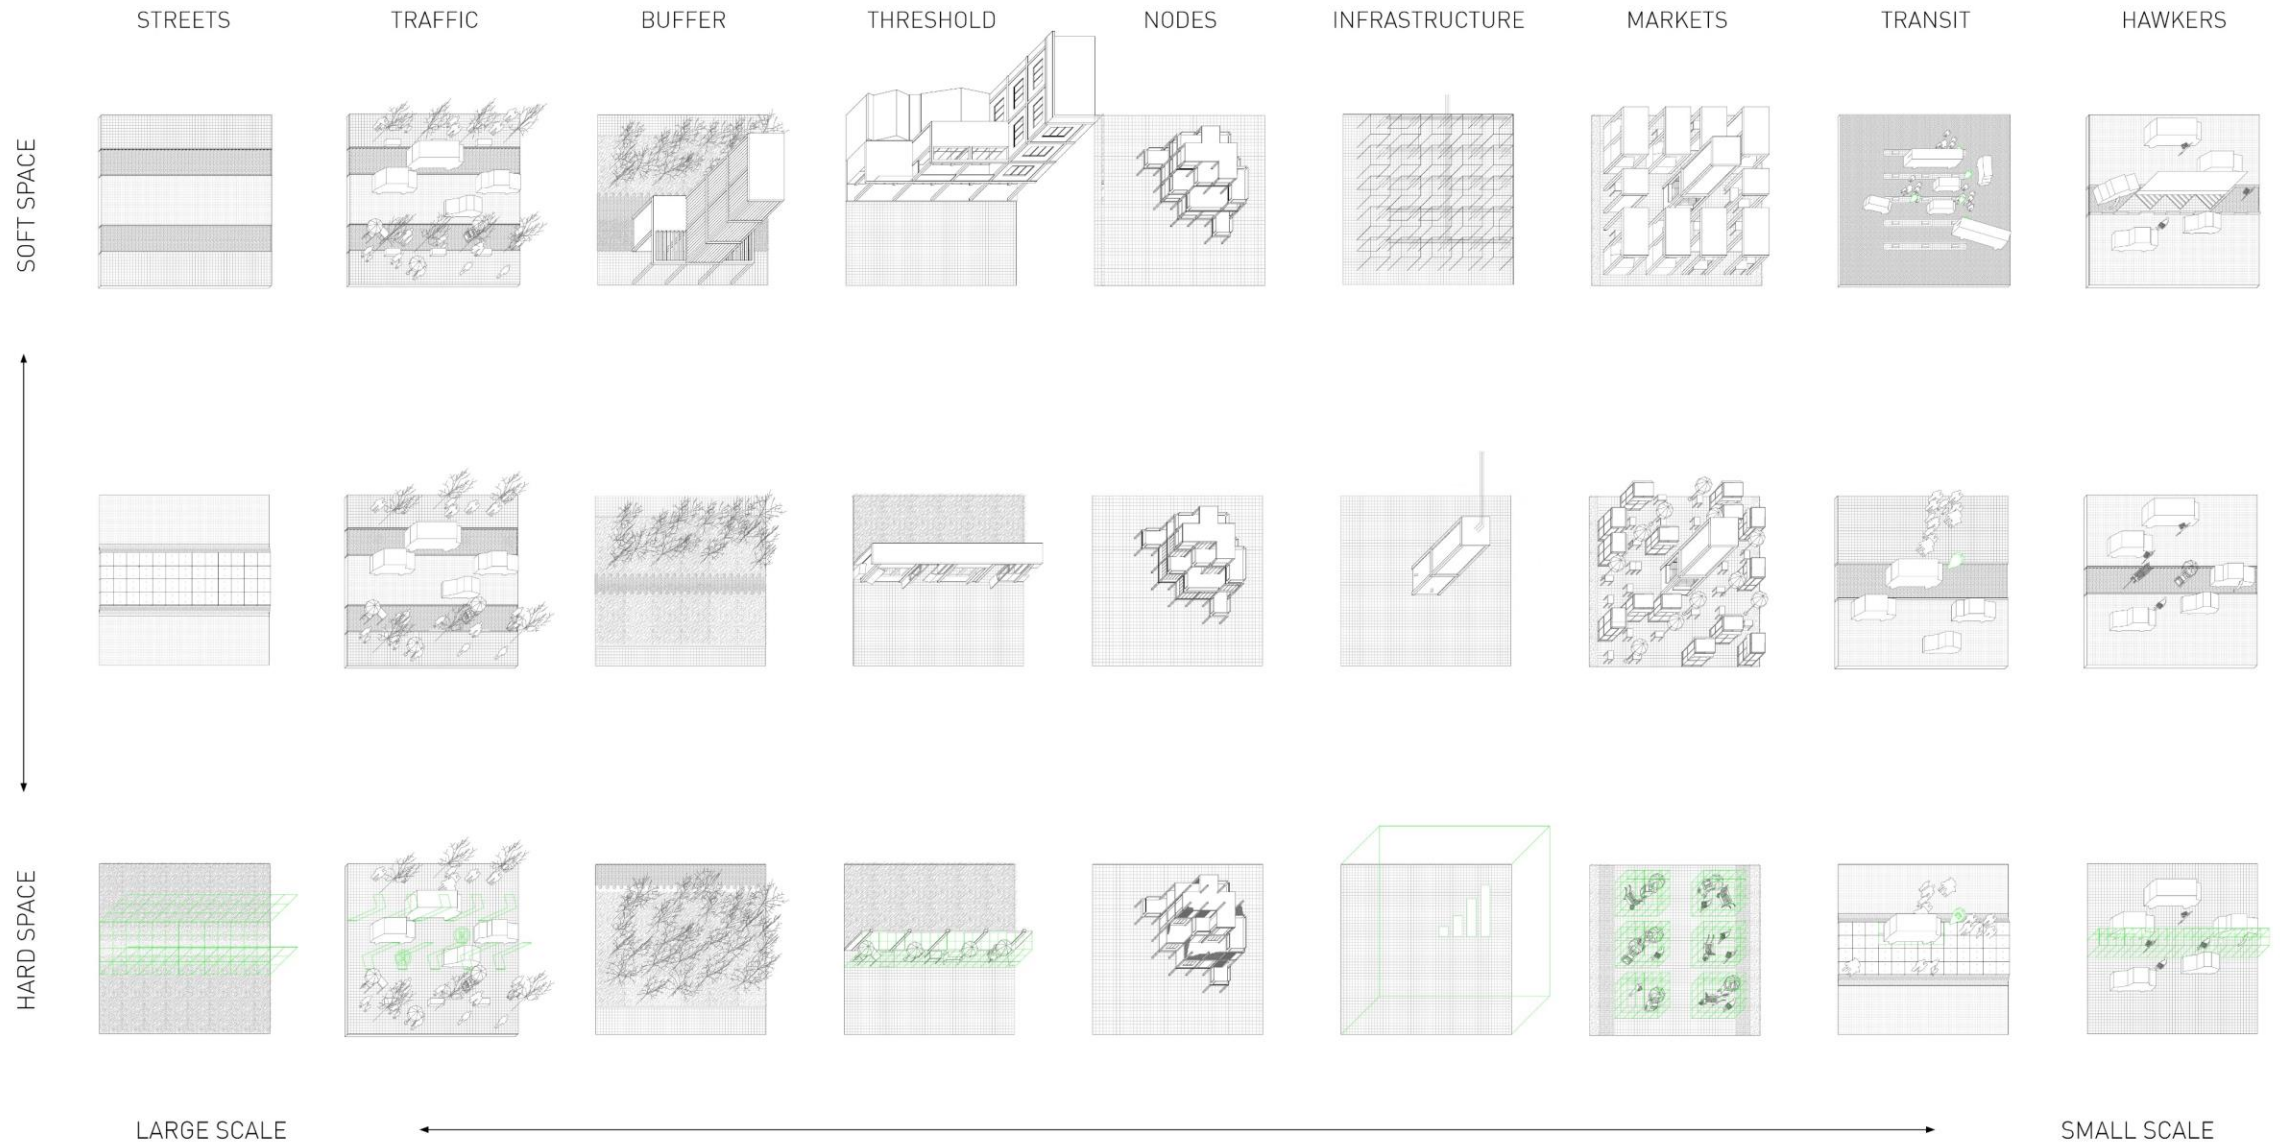 STREETS
TRAFFIC
BUFFER
THRESHOLD
NODES
INFRASTRUCTURE
MARKETS
TRANSIT
HAWKERS
SOFT SPACE
HARD SPACE
LARGE SCALE
SMALL SCALE